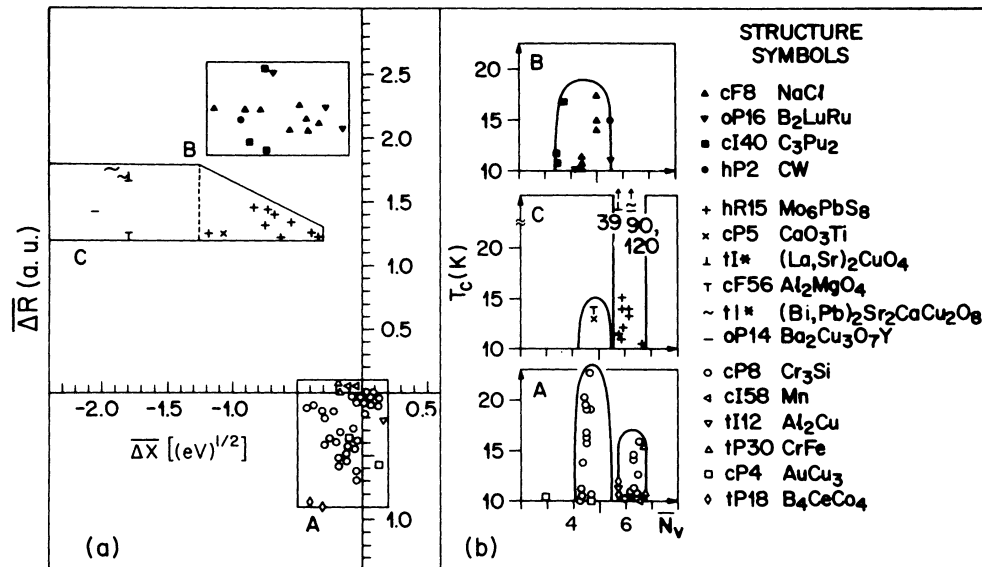 (a)
ΔR (a. u.)
2.5
2.0
1.5
1.0
0.5
1.0
-2.0
-1.0
0.0
0.5
ΔX [(eV)^1/2]
B
C
A
(b)
T_C (K)
B
20
15
10
C
39
90,
120
20
15
10
A
20
15
10
4
6
N_V
STRUCTURE
SYMBOLS
cF8 NaCl
oP16 B₂LuRu
cI40 C₃Pu₂
hP2 CW
hR15 Mo₆PbS₈
cP5 CaO₃Ti
tI* (La,Sr)₂CuO₄
cF56 Al₂MgO₄
~ tI* (Bi,Pb)₂Sr₂CaCu₂O₈
– oP14 Ba₂Cu₃O₇Y
cP8 Cr₃Si
cI58 Mn
tI12 Al₂Cu
tP30 CrFe
cP4 AuCu₃
tP18 B₄CeCo₄